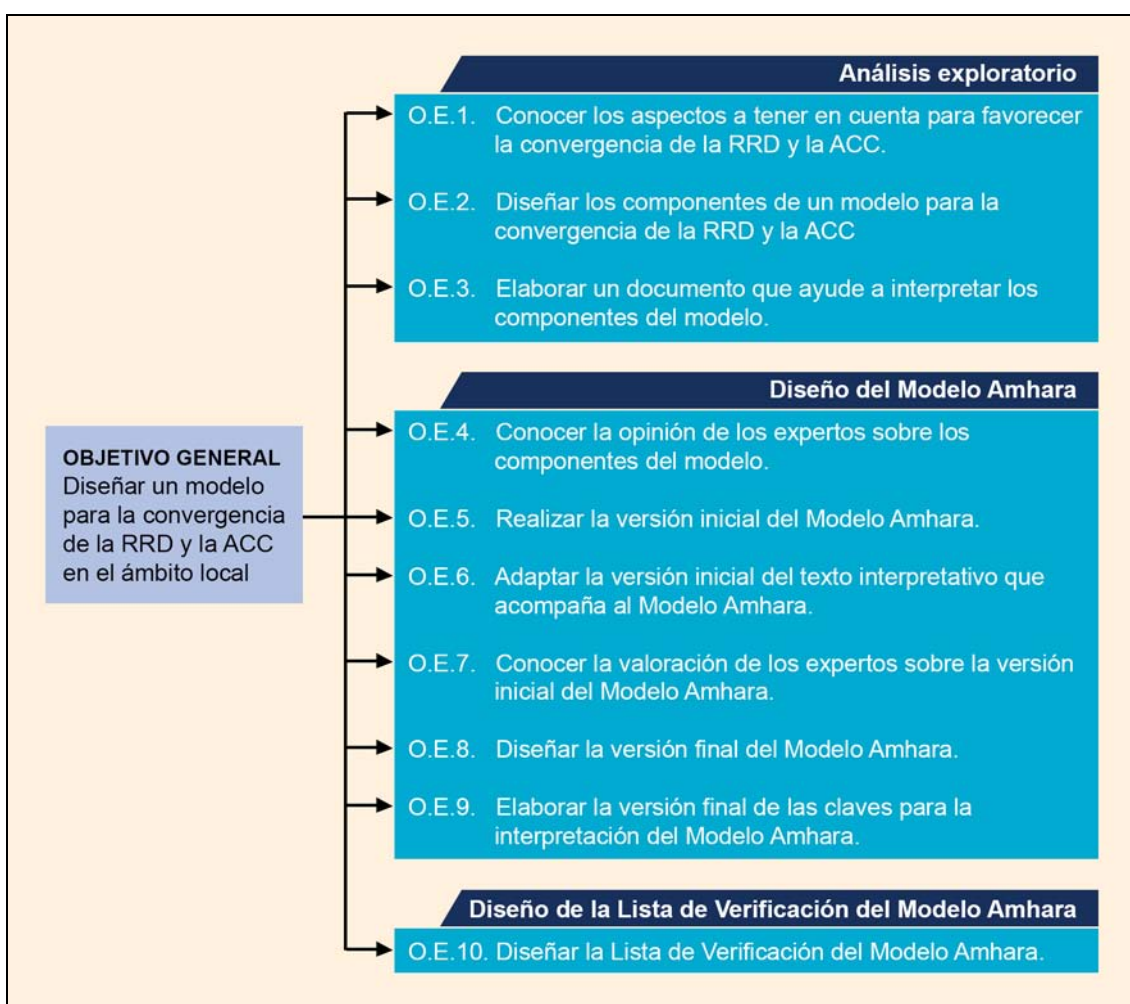 Análisis exploratorio
O.E.1. Conocer los aspectos a tener en cuenta para favorecer
la convergencia de la RRD y la ACC.
O.E.2. Diseñar los componentes de un modelo para la
convergencia de la RRD y la ACC
O.E.3. Elaborar un documento que ayude a interpretar los
componentes del modelo.
Diseño del Modelo Amhara
O.E.4. Conocer la opinión de los expertos sobre los
componentes del modelo.
O.E.5. Realizar la versión inicial del Modelo Amhara.
O.E.6. Adaptar la versión inicial del texto interpretativo que
acompaña al Modelo Amhara.
O.E.7. Conocer la valoración de los expertos sobre la versión
inicial del Modelo Amhara.
O.E.8. Diseñar la versión final del Modelo Amhara.
O.E.9. Elaborar la versión final de las claves para la
interpretación del Modelo Amhara.
Diseño de la Lista de Verificación del Modelo Amhara
O.E.10. Diseñar la Lista de Verificación del Modelo Amhara.
OBJETIVO GENERAL
Diseñar un modelo
para la convergencia
de la RRD y la ACC
en el ámbito local